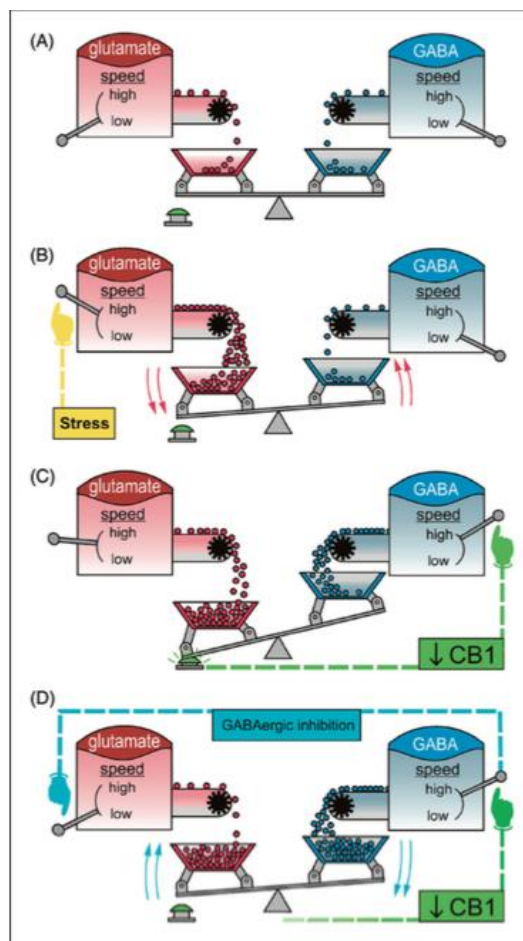 (A)
glutamate
speed
high
low
GABA
speed
high
low
(B)
glutamate
speed
high
low
Stress
GABA
speed
high
low
(C)
glutamate
speed
high
low
GABA
speed
high
low
↓ CB1
(D)
GABAergic inhibition
glutamate
speed
high
low
GABA
speed
high
low
↓ CB1